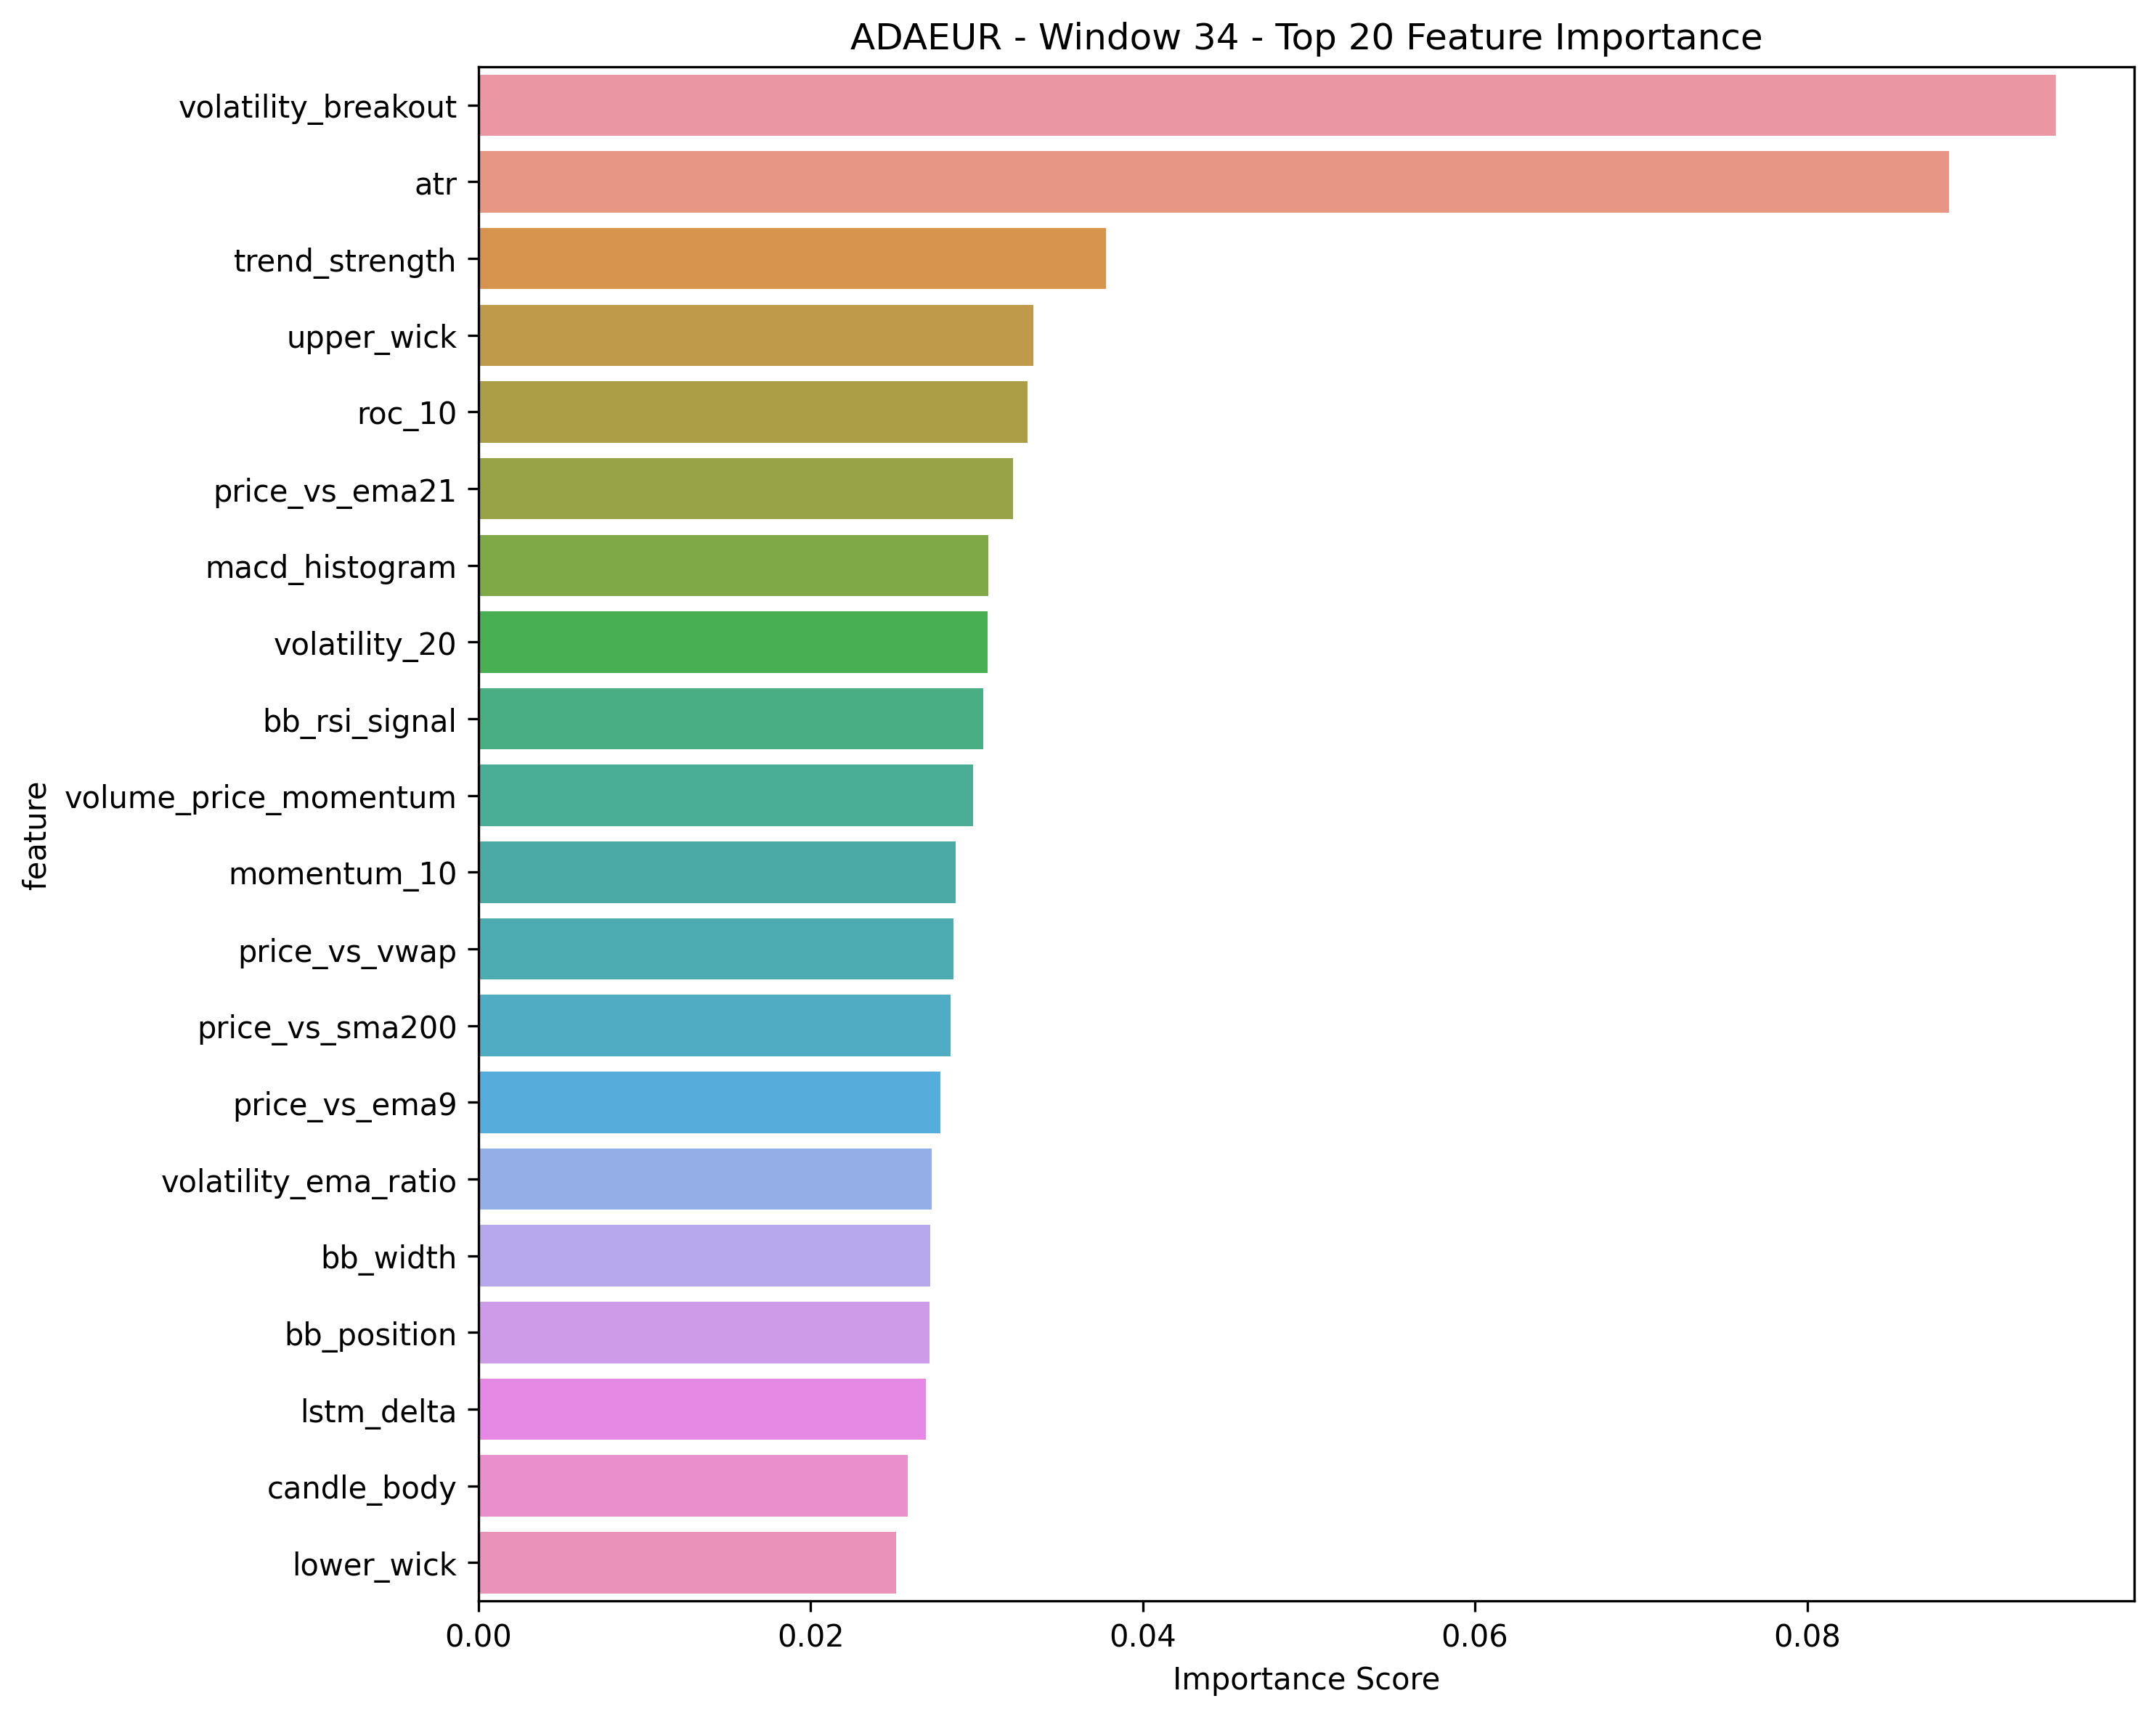 ADAEUR - Window 34 - Top 20 Feature Importance
volatility_breakout
atr
trend_strength
upper_wick
roc_10
price_vs_ema21
macd_histogram
volatility_20
bb_rsi_signal
volume_price_momentum
momentum_10
price_vs_vwap
price_vs_sma200
price_vs_ema9
volatility_ema_ratio
bb_width
bb_position
lstm_delta
candle_body
lower_wick
feature
0.00 0.02 0.04 0.06 0.08
Importance Score